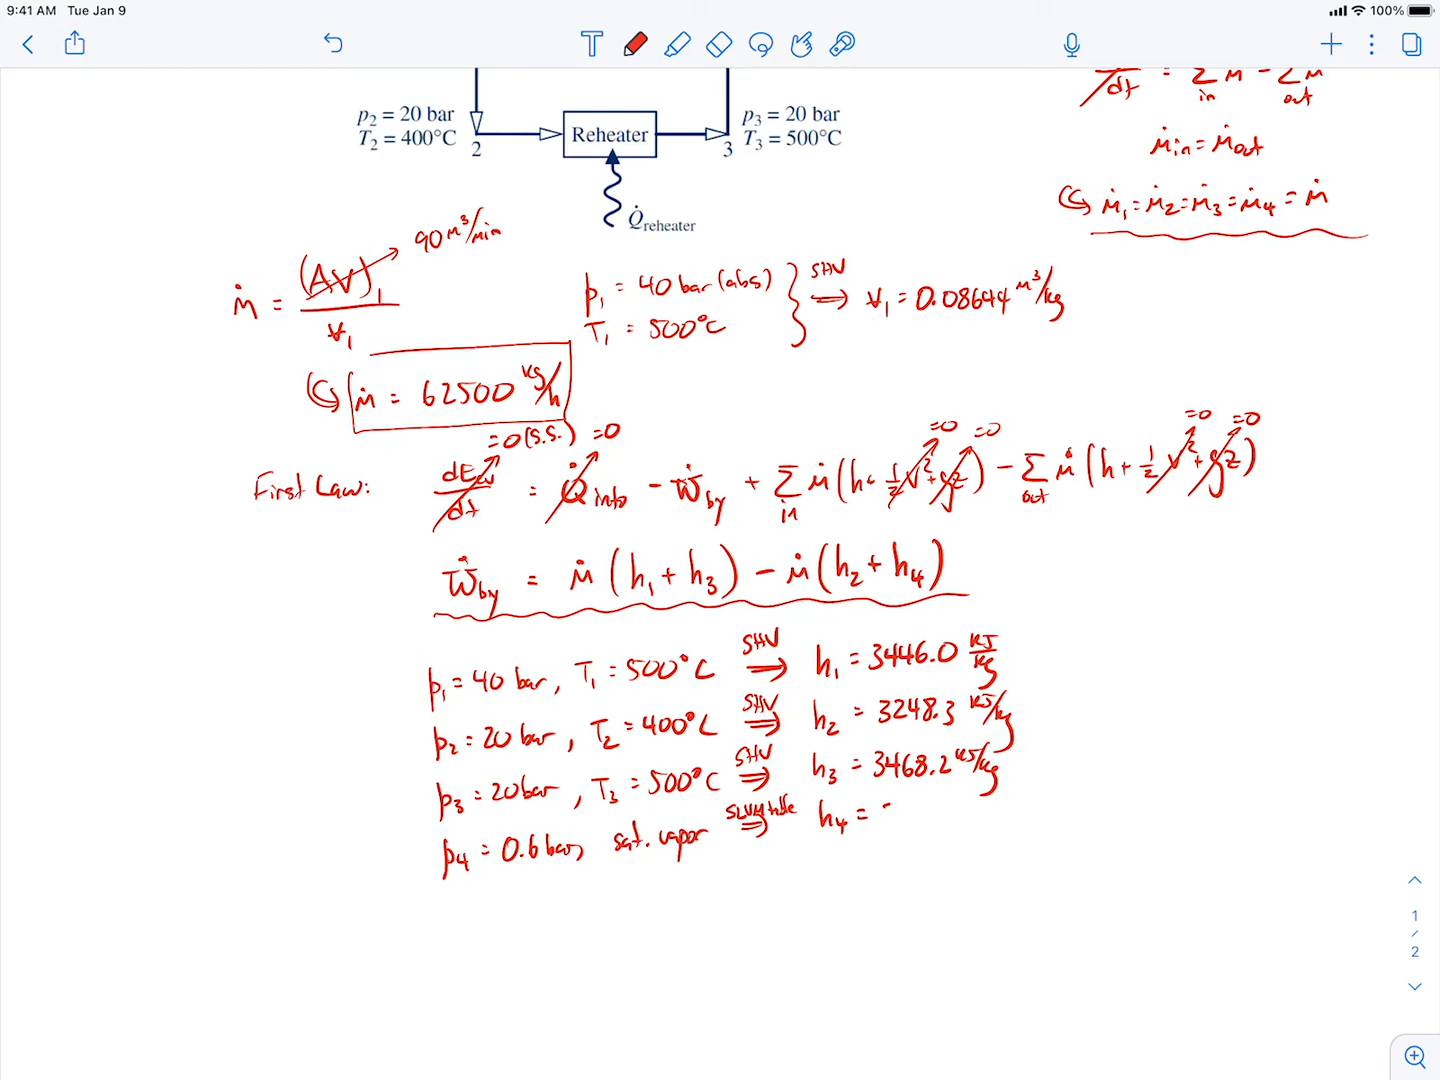 9:41 AM Tue Jan 9
100%
dt = Σ ṁ - Σ ṁ
in out
p₂ = 20 bar
T₂ = 400°C
2
Reheater
p₃ = 20 bar
T₃ = 500°C
3
Q̇reheater
ṁin = ṁout
ṁ₁ = ṁ₂ = ṁ₃ = ṁ₄ = ṁ
ṁ = (AV)₁ / v₁
90 m³/min
p₁ = 40 bar (abs)
T₁ = 500°C
SHV ⇒ v₁ = 0.08644 m³/kg
ṁ = 62500 kg/h
=0 (S.S.) =0 =0 =0 =0 =0
First Law: dEcv/dt = Q̇into - Ẇby + Σin ṁ(h + ½V² + gz) - Σout ṁ(h + ½V² + gz)
Ẇby = ṁ(h₁ + h₃) - ṁ(h₂ + h₄)
p₁ = 40 bar, T₁ = 500°C SHV ⇒ h₁ = 3446.0 kJ/kg
p₂ = 20 bar, T₂ = 400°C SHV ⇒ h₂ = 3248.3 kJ/kg
p₃ = 20 bar, T₃ = 500°C SHV ⇒ h₃ = 3468.2 kJ/kg
p₄ = 0.6 bar, sat. vapor SLVM table ⇒ h₄ =
1
/
2